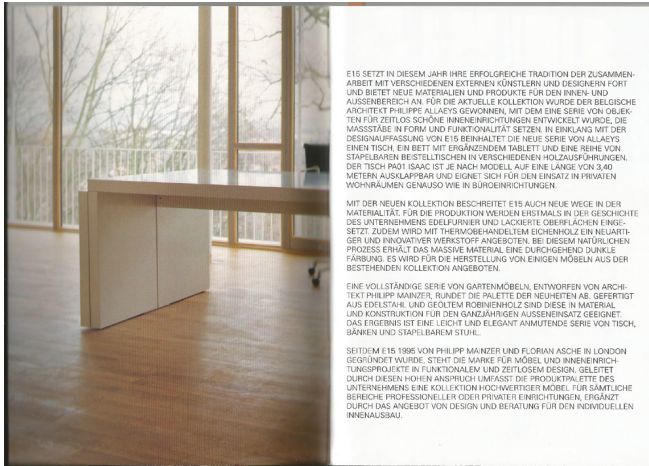 E15 SETZT IN DIESEM JAHR IHRE ERFOLGREICHE TRADITION DER ZUSAMMEN-
ARBEIT MIT VERSCHIEDENEN EXTERNEN KÜNSTLERN UND DESIGNERN FORT
UND BIETET NEUE MATERIALIEN UND PRODUKTE FÜR DEN INNEN- UND
AUSSENBEREICH AN. FÜR DIE AKTUELLE KOLLEKTION WURDE DER BELGISCHE
ARCHITEKT PHILIPPE ALLAEYS GEWONNEN, MIT DEM EINE SERIE VON OBJEK-
TEN FÜR ZEITLOS SCHÖNE INNENEINRICHTUNGEN ENTWICKELT WURDE, DIE
MASSSTÄBE IN FORM UND FUNKTIONALITÄT SETZEN. IN EINKLANG MIT DER
DESIGNAUFFASSUNG VON E15 BEINHALTET DIE NEUE SERIE VON ALLAEYS
EINEN TISCH, EIN BETT MIT ERGÄNZENDEM TABLETT UND EINE REIHE VON
STAPELBAREN BEISTELLTISCHEN IN VERSCHIEDENEN HOLZAUSFÜHRUNGEN.
DER TISCH PA01 ISAAC IST JE NACH MODELL AUF EINE LÄNGE VON 3,40
METERN AUSKLAPPBAR UND EIGNET SICH FÜR DEN EINSATZ IN PRIVATEN
WOHNRÄUMEN GENAUSO WIE IN BÜROEINRICHTUNGEN.
MIT DER NEUEN KOLLEKTION BESCHREITET E15 AUCH NEUE WEGE IN DER
MATERIALITÄT. FÜR DIE PRODUKTION WERDEN ERSTMALS IN DER GESCHICHTE
DES UNTERNEHMENS EDELFURNIER UND LACKIERTE OBERFLÄCHEN EINGE-
SETZT. ZUDEM WIRD MIT THERMOBEHANDELTEM EICHENHOLZ EIN NEUARTI-
GER UND INNOVATIVER WERKSTOFF ANGEBOTEN. BEI DIESEM NATÜRLICHEN
PROZESS ERHÄLT DAS MASSIVE MATERIAL EINE DURCHGEHEND DUNKLE
FÄRBUNG. ES WIRD FÜR DIE HERSTELLUNG VON EINIGEN MÖBELN AUS DER
BESTEHENDEN KOLLEKTION ANGEBOTEN.
EINE VOLLSTÄNDIGE SERIE VON GARTENMÖBELN, ENTWORFEN VON ARCHI-
TEKT PHILIPP MAINZER, RUNDET DIE PALETTE DER NEUHEITEN AB. GEFERTIGT
AUS EDELSTAHL UND GEÖLTEM ROBINIENHOLZ SIND DIESE IN MATERIAL
UND KONSTRUKTION FÜR DEN GANZJÄHRIGEN AUSSENEINSATZ GEEIGNET.
DAS ERGEBNIS IST EINE LEICHT UND ELEGANT ANMUTENDE SERIE VON TISCH,
BÄNKEN UND STAPELBAREM STUHL.
SEITDEM E15 1995 VON PHILIPP MAINZER UND FLORIAN ASCHE IN LONDON
GEGRÜNDET WURDE, STEHT DIE MARKE FÜR MÖBEL UND INNENEINRICH-
TUNGSPROJEKTE IN FUNKTIONALEM UND ZEITLOSEM DESIGN. GELEITET
DURCH DIESEN HOHEN ANSPRUCH UMFASST DIE PRODUKTPALETTE DES
UNTERNEHMENS EINE KOLLEKTION HOCHWERTIGER MÖBEL FÜR SÄMTLICHE
BEREICHE PROFESSIONELLER ODER PRIVATER EINRICHTUNGEN, ERGÄNZT
DURCH DAS ANGEBOT VON DESIGN UND BERATUNG FÜR DEN INDIVIDUELLEN
INNENAUSBAU.